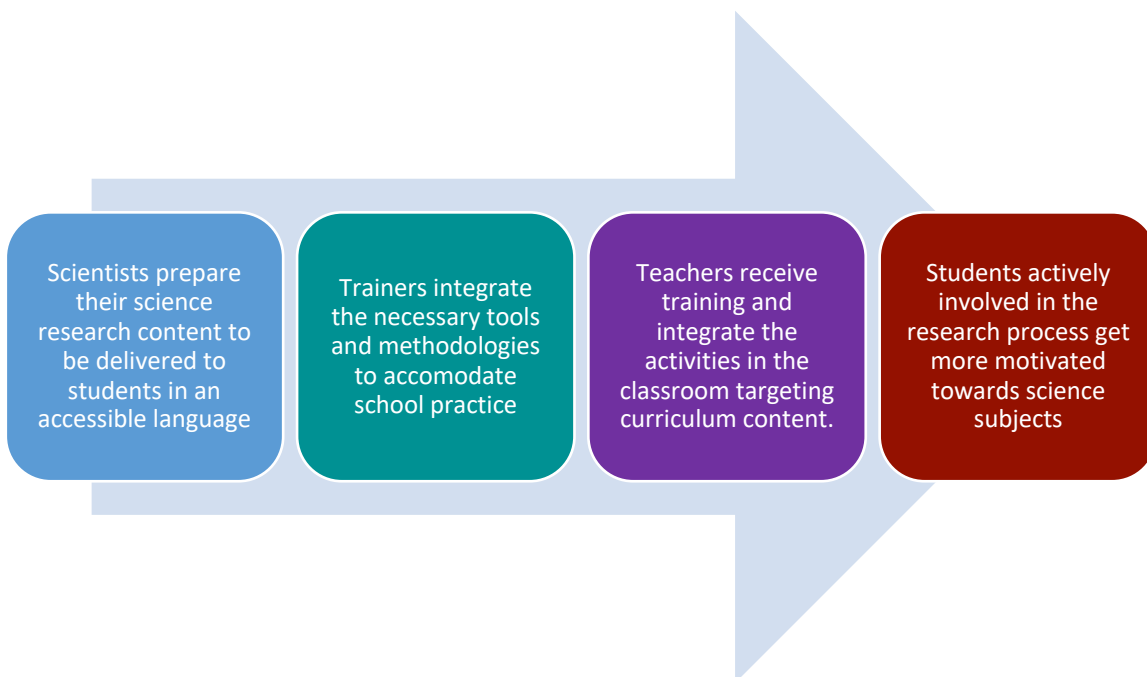 Scientists prepare
their science
research content to
be delivered to
students in an
accessible language
Trainers integrate
the necessary tools
and methodologies
to accomodate
school practice
Teachers receive
training and
integrate the
activities in the
classroom targeting
curriculum content.
Students actively
involved in the
research process get
more motivated
towards science
subjects